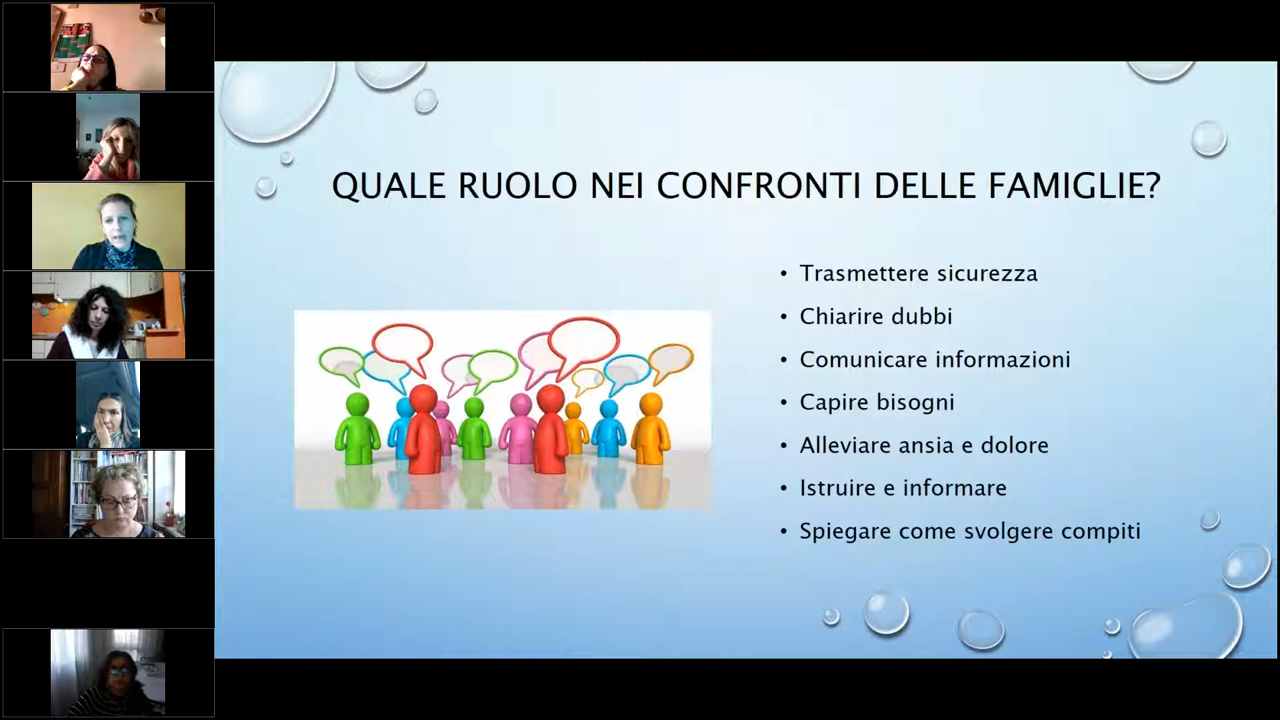 QUALE RUOLO NEI CONFRONTI DELLE FAMIGLIE?
• Trasmettere sicurezza
• Chiarire dubbi
• Comunicare informazioni
• Capire bisogni
• Alleviare ansia e dolore
• Istruire e informare
• Spiegare come svolgere compiti